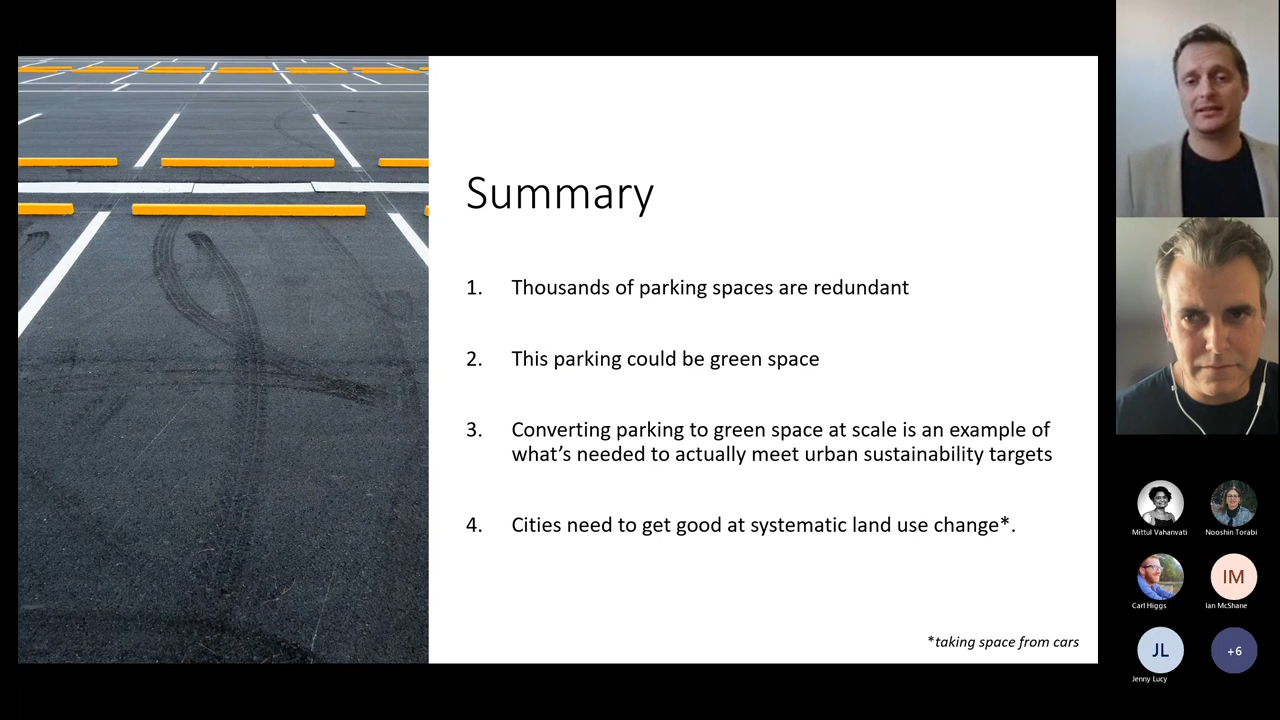 Summary
1. Thousands of parking spaces are redundant
2. This parking could be green space
3. Converting parking to green space at scale is an example of
what's needed to actually meet urban sustainability targets
4. Cities need to get good at systematic land use change*.
*taking space from cars
Mittul Vahanvati
Nooshin Torabi
Carl Higgs
IM
Ian McShane
JL
Jenny Lucy
+6